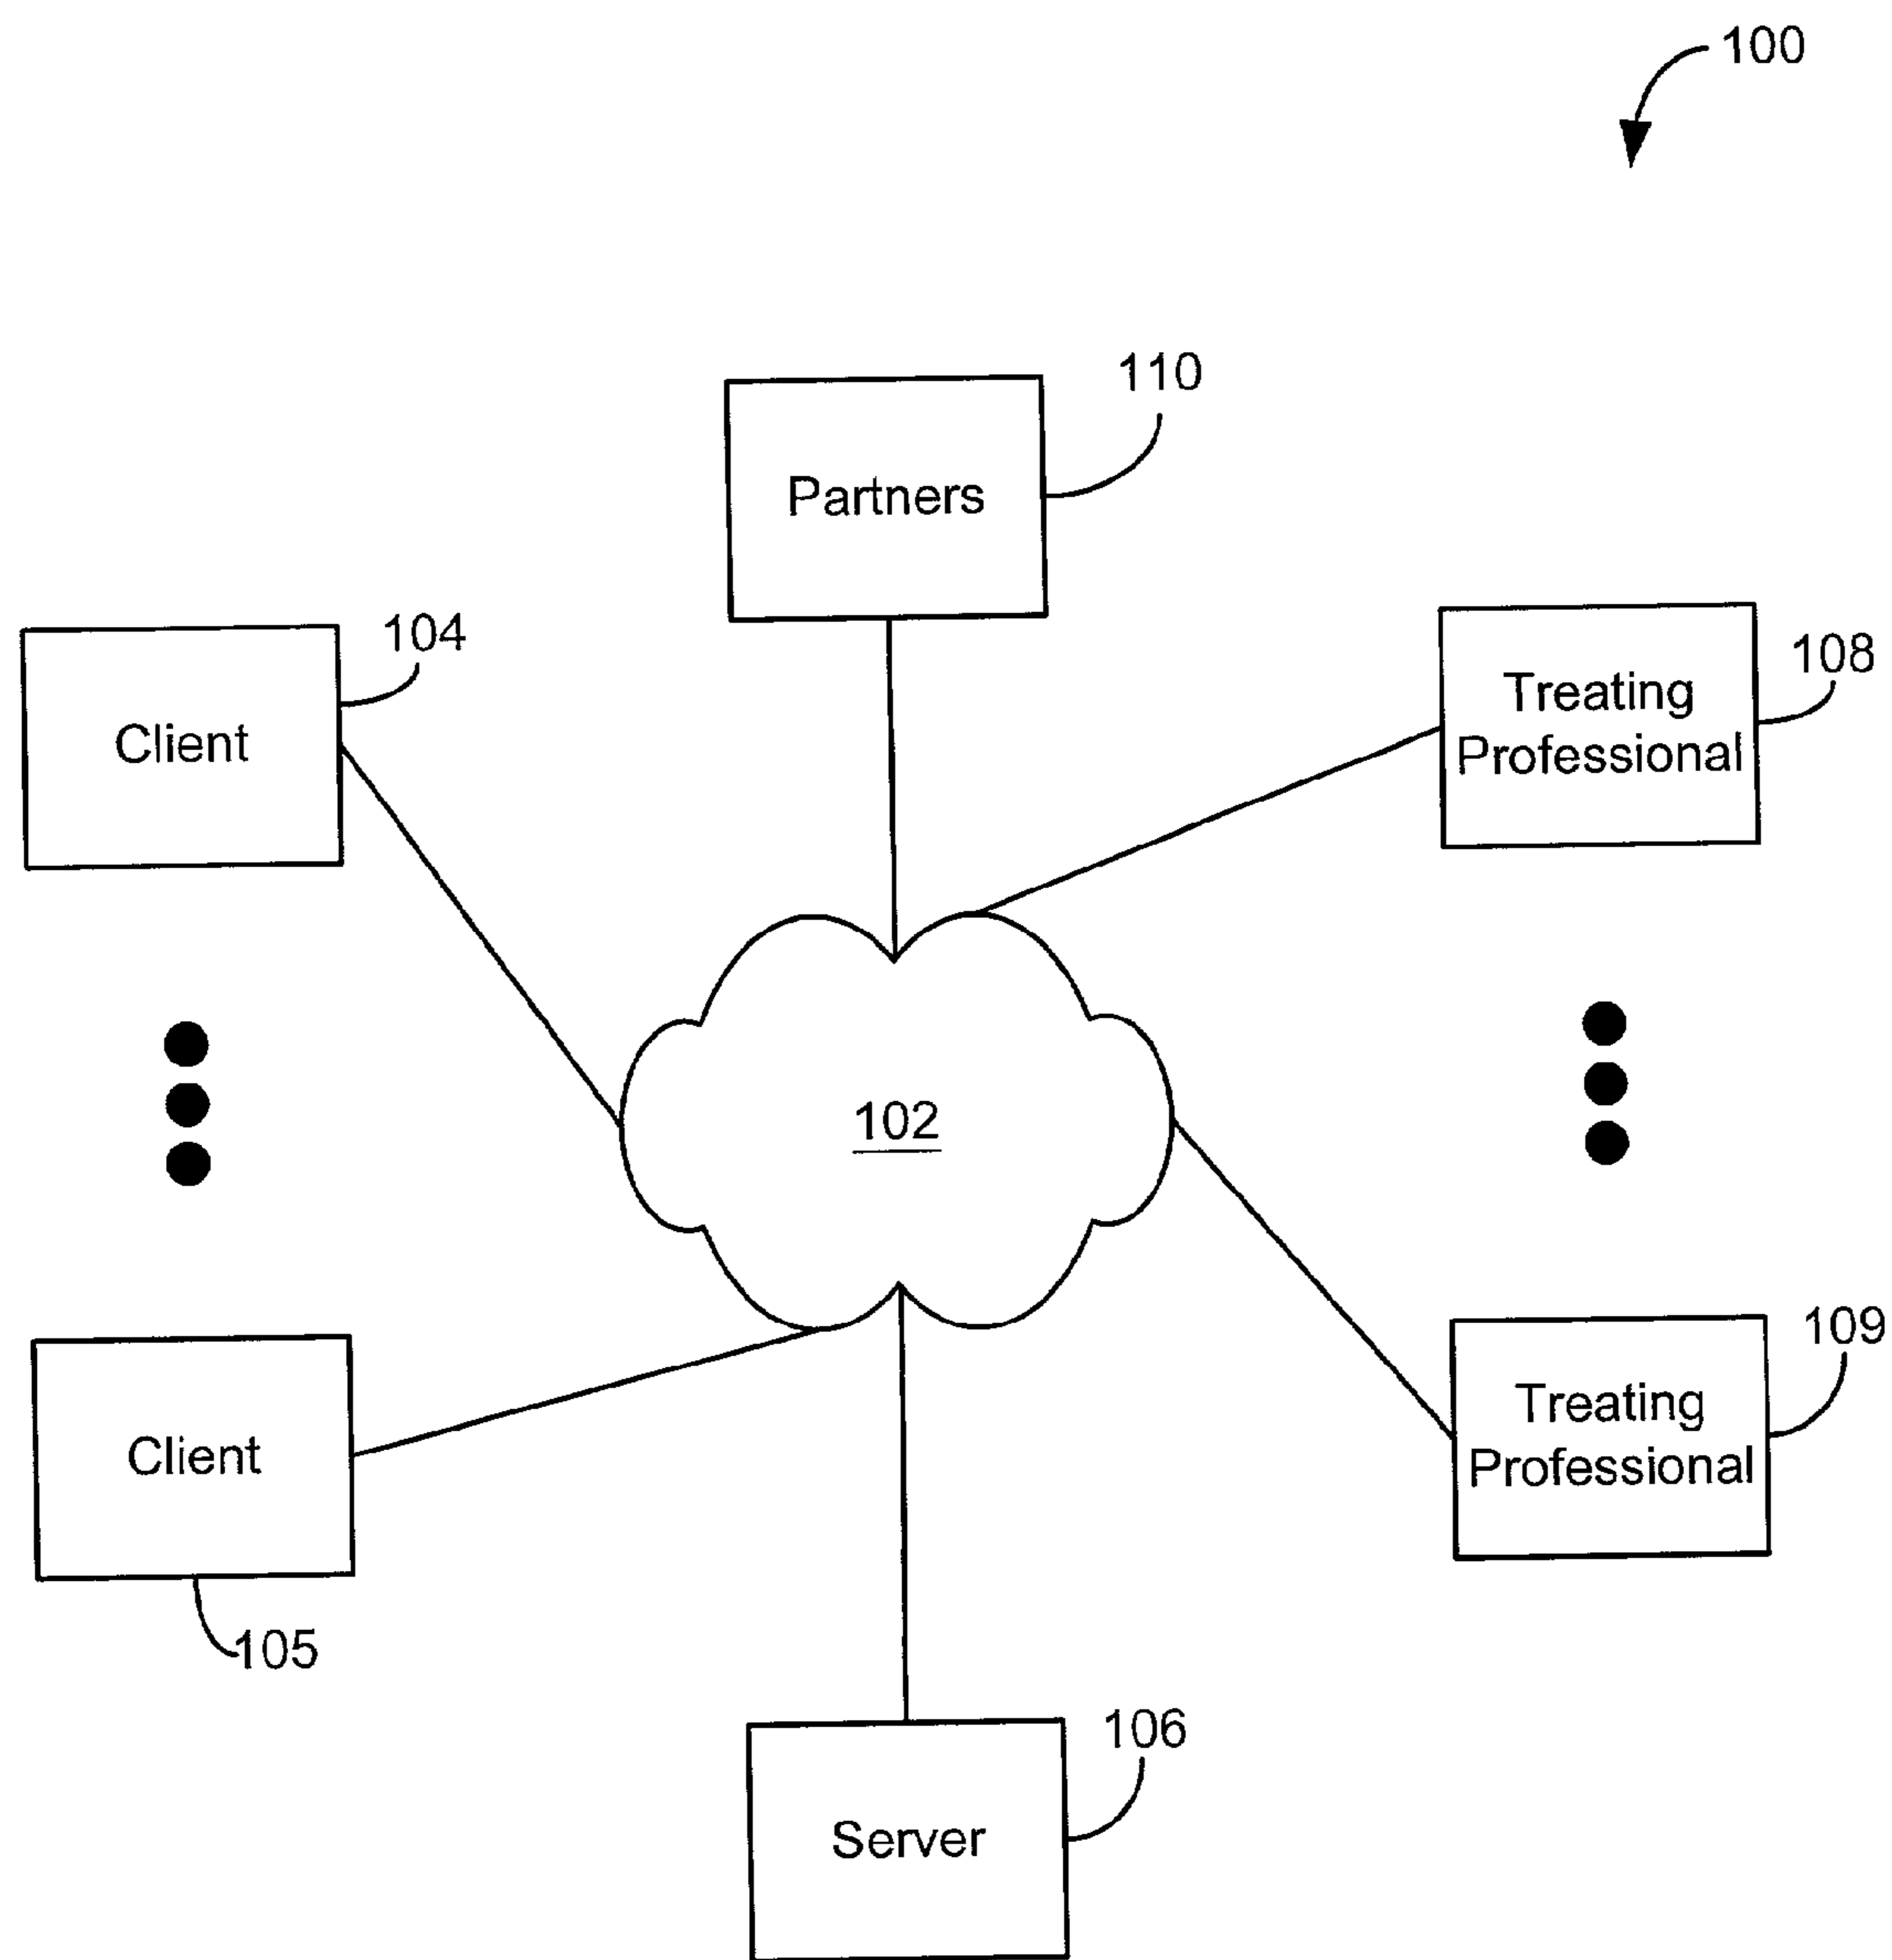 100
110
Partners
104
Client
108
Treating
Professional
102
109
Treating
Professional
Client
105
106
Server